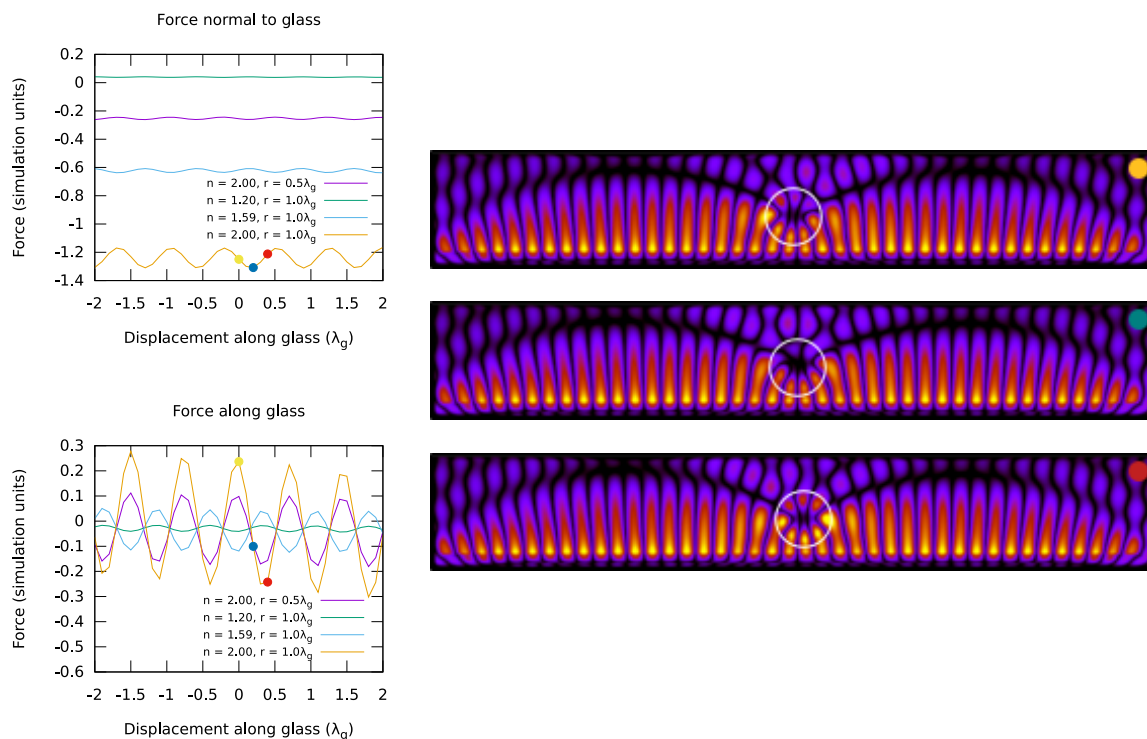 Force normal to glass
Force (simulation units)
0.2
0
-0.2
-0.4
-0.6
-0.8
-1
-1.2
-1.4
n = 2.00, r = 0.5λg
n = 1.20, r = 1.0λg
n = 1.59, r = 1.0λg
n = 2.00, r = 1.0λg
-2 -1.5 -1 -0.5 0 0.5 1 1.5 2
Displacement along glass (λg)
Force along glass
Force (simulation units)
0.3
0.2
0.1
0
-0.1
-0.2
-0.3
-0.4
-0.5
-0.6
n = 2.00, r = 0.5λg
n = 1.20, r = 1.0λg
n = 1.59, r = 1.0λg
n = 2.00, r = 1.0λg
-2 -1.5 -1 -0.5 0 0.5 1 1.5 2
Displacement along glass (λg)